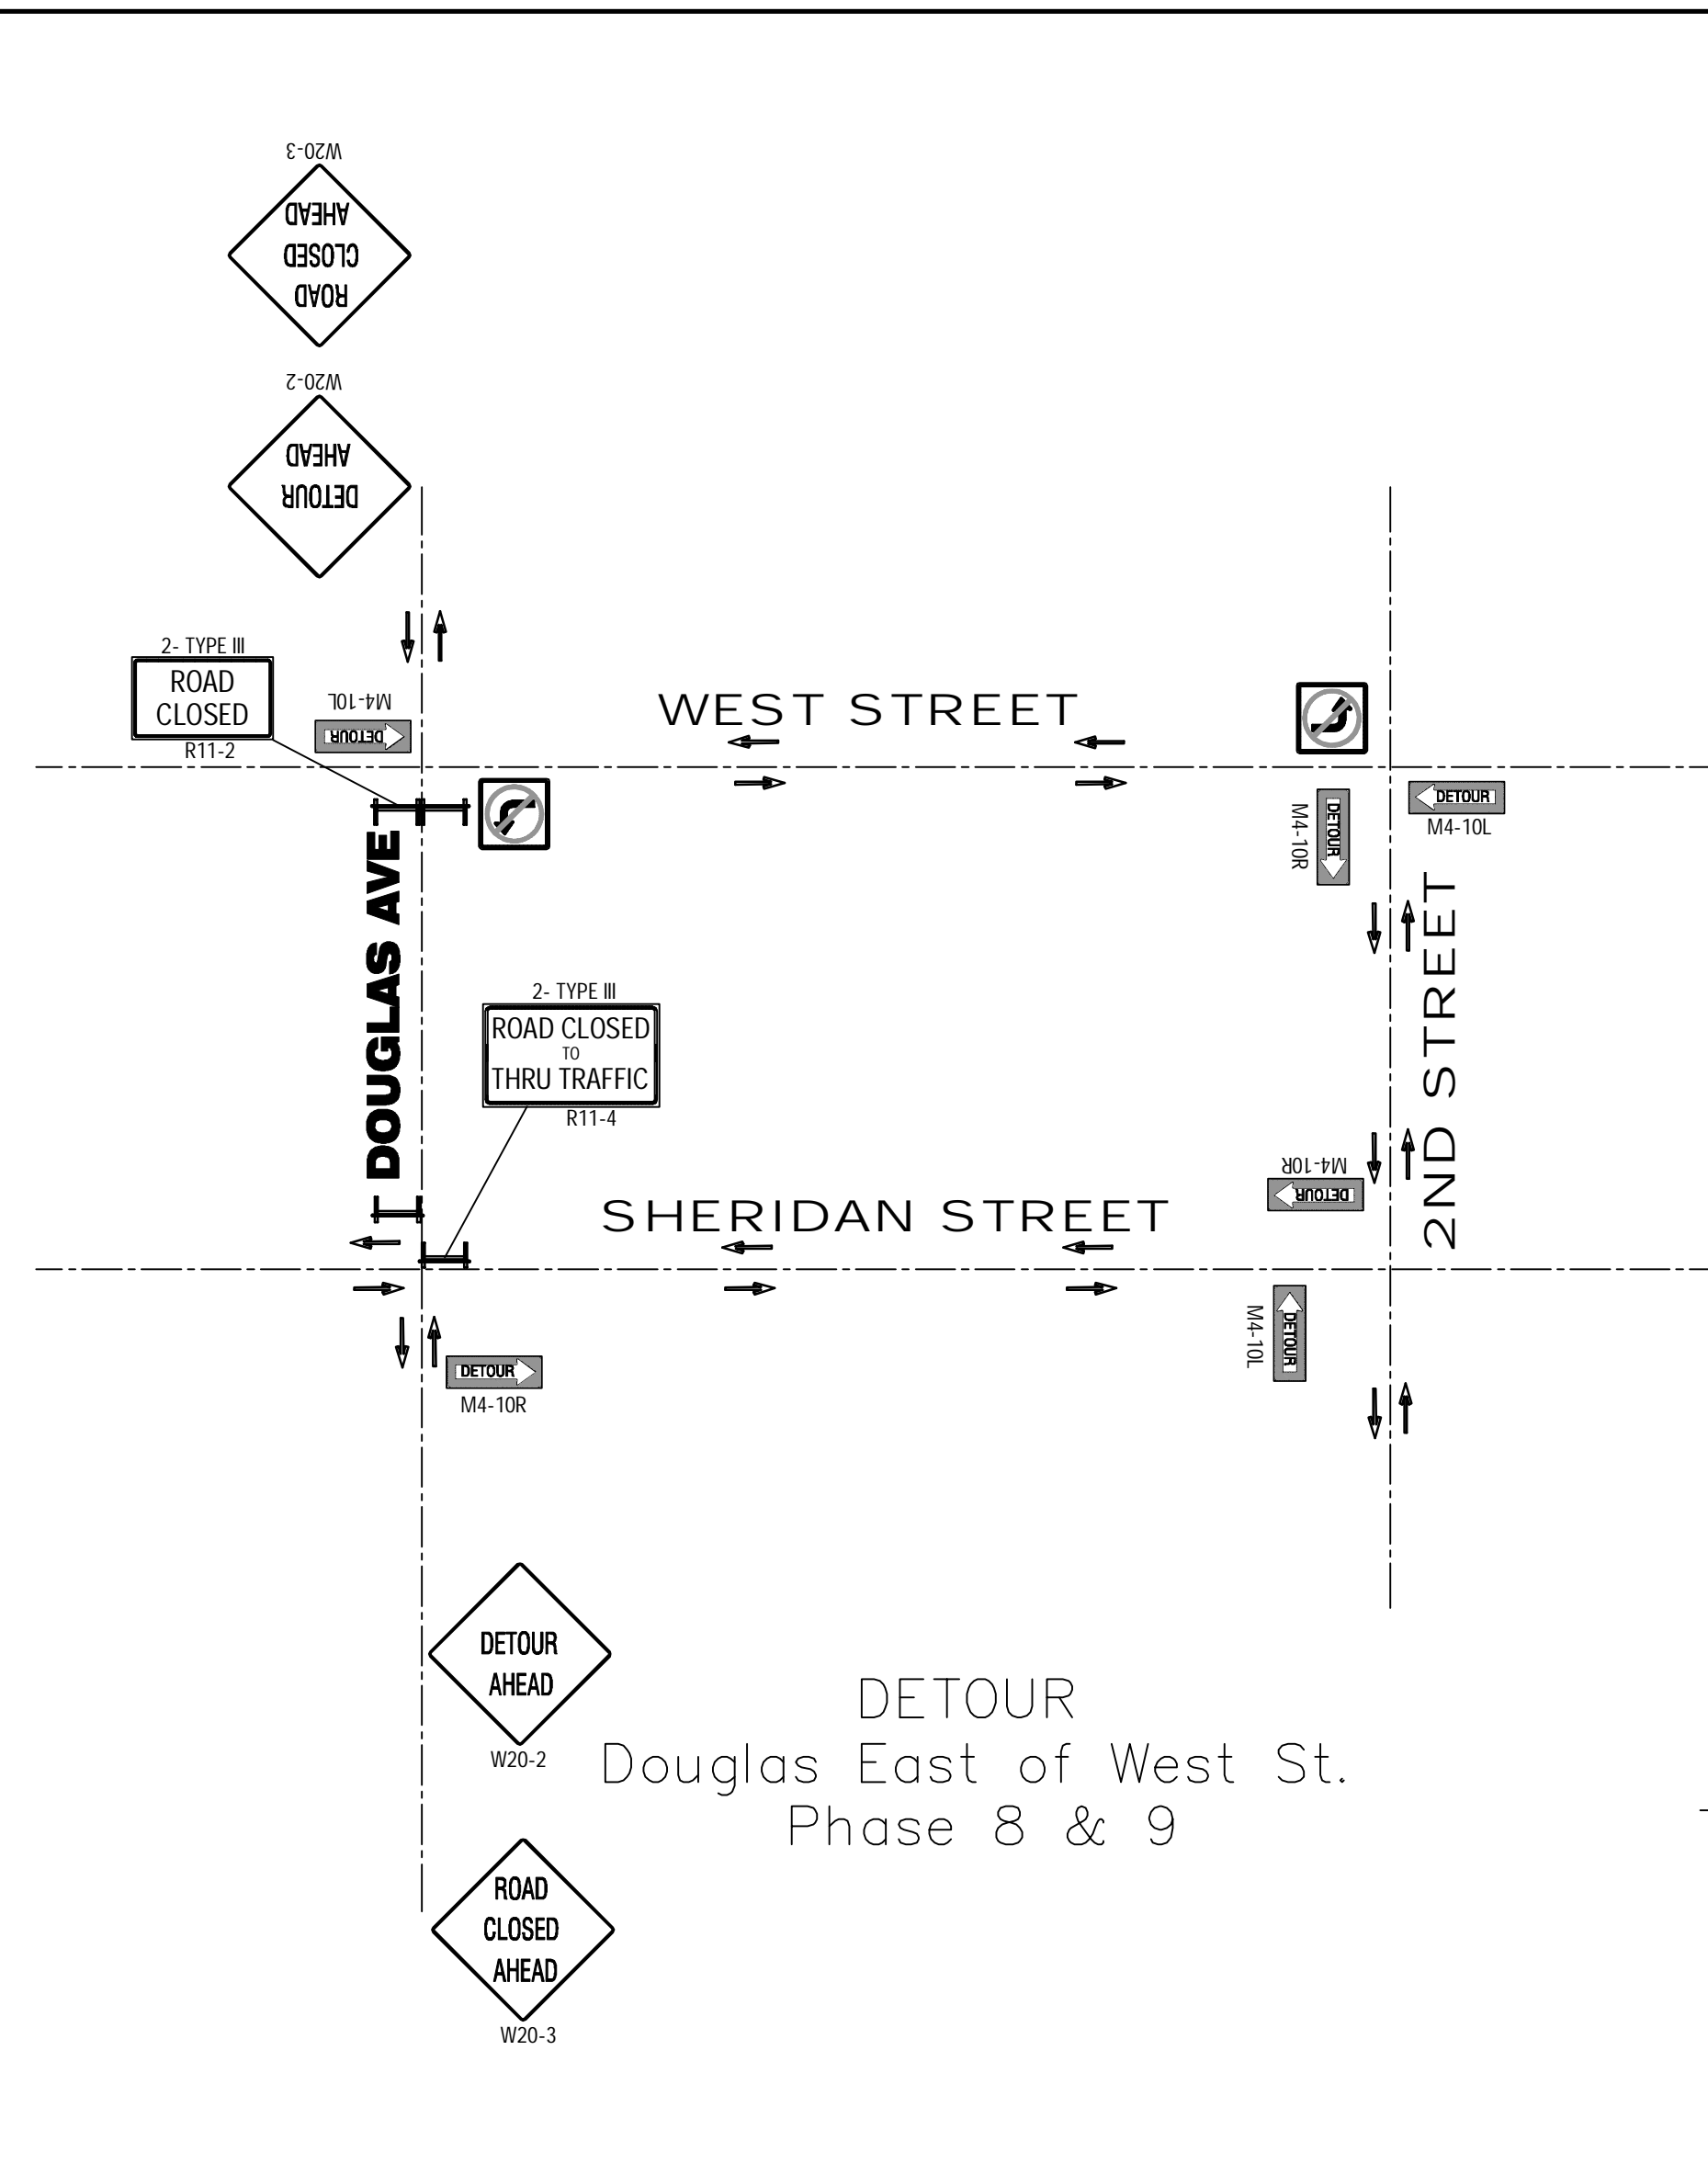 W20-3
ROAD
CLOSED
AHEAD
W20-2
DETOUR
AHEAD
2- TYPE III
ROAD
CLOSED
R11-2
M4-10L
DETOUR
WEST STREET
DETOUR
M4-10L
DETOUR
M4-10R
DOUGLAS AVE
2ND STREET
2- TYPE III
ROAD CLOSED
TO
THRU TRAFFIC
R11-4
M4-10R
DETOUR
SHERIDAN STREET
DETOUR
M4-10L
DETOUR
M4-10R
DETOUR
AHEAD
W20-2
DETOUR
Douglas East of West St.
Phase 8 & 9
ROAD
CLOSED
AHEAD
W20-3